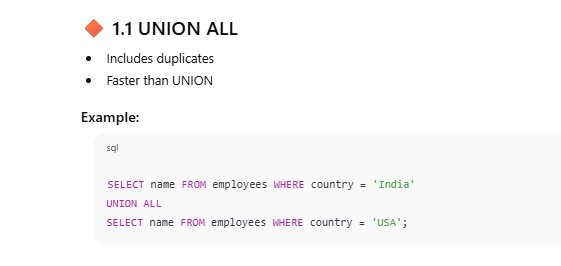 1.1 UNION ALL
• Includes duplicates
• Faster than UNION
Example:
sql
SELECT name FROM employees WHERE country = 'India'
UNION ALL
SELECT name FROM employees WHERE country = 'USA';